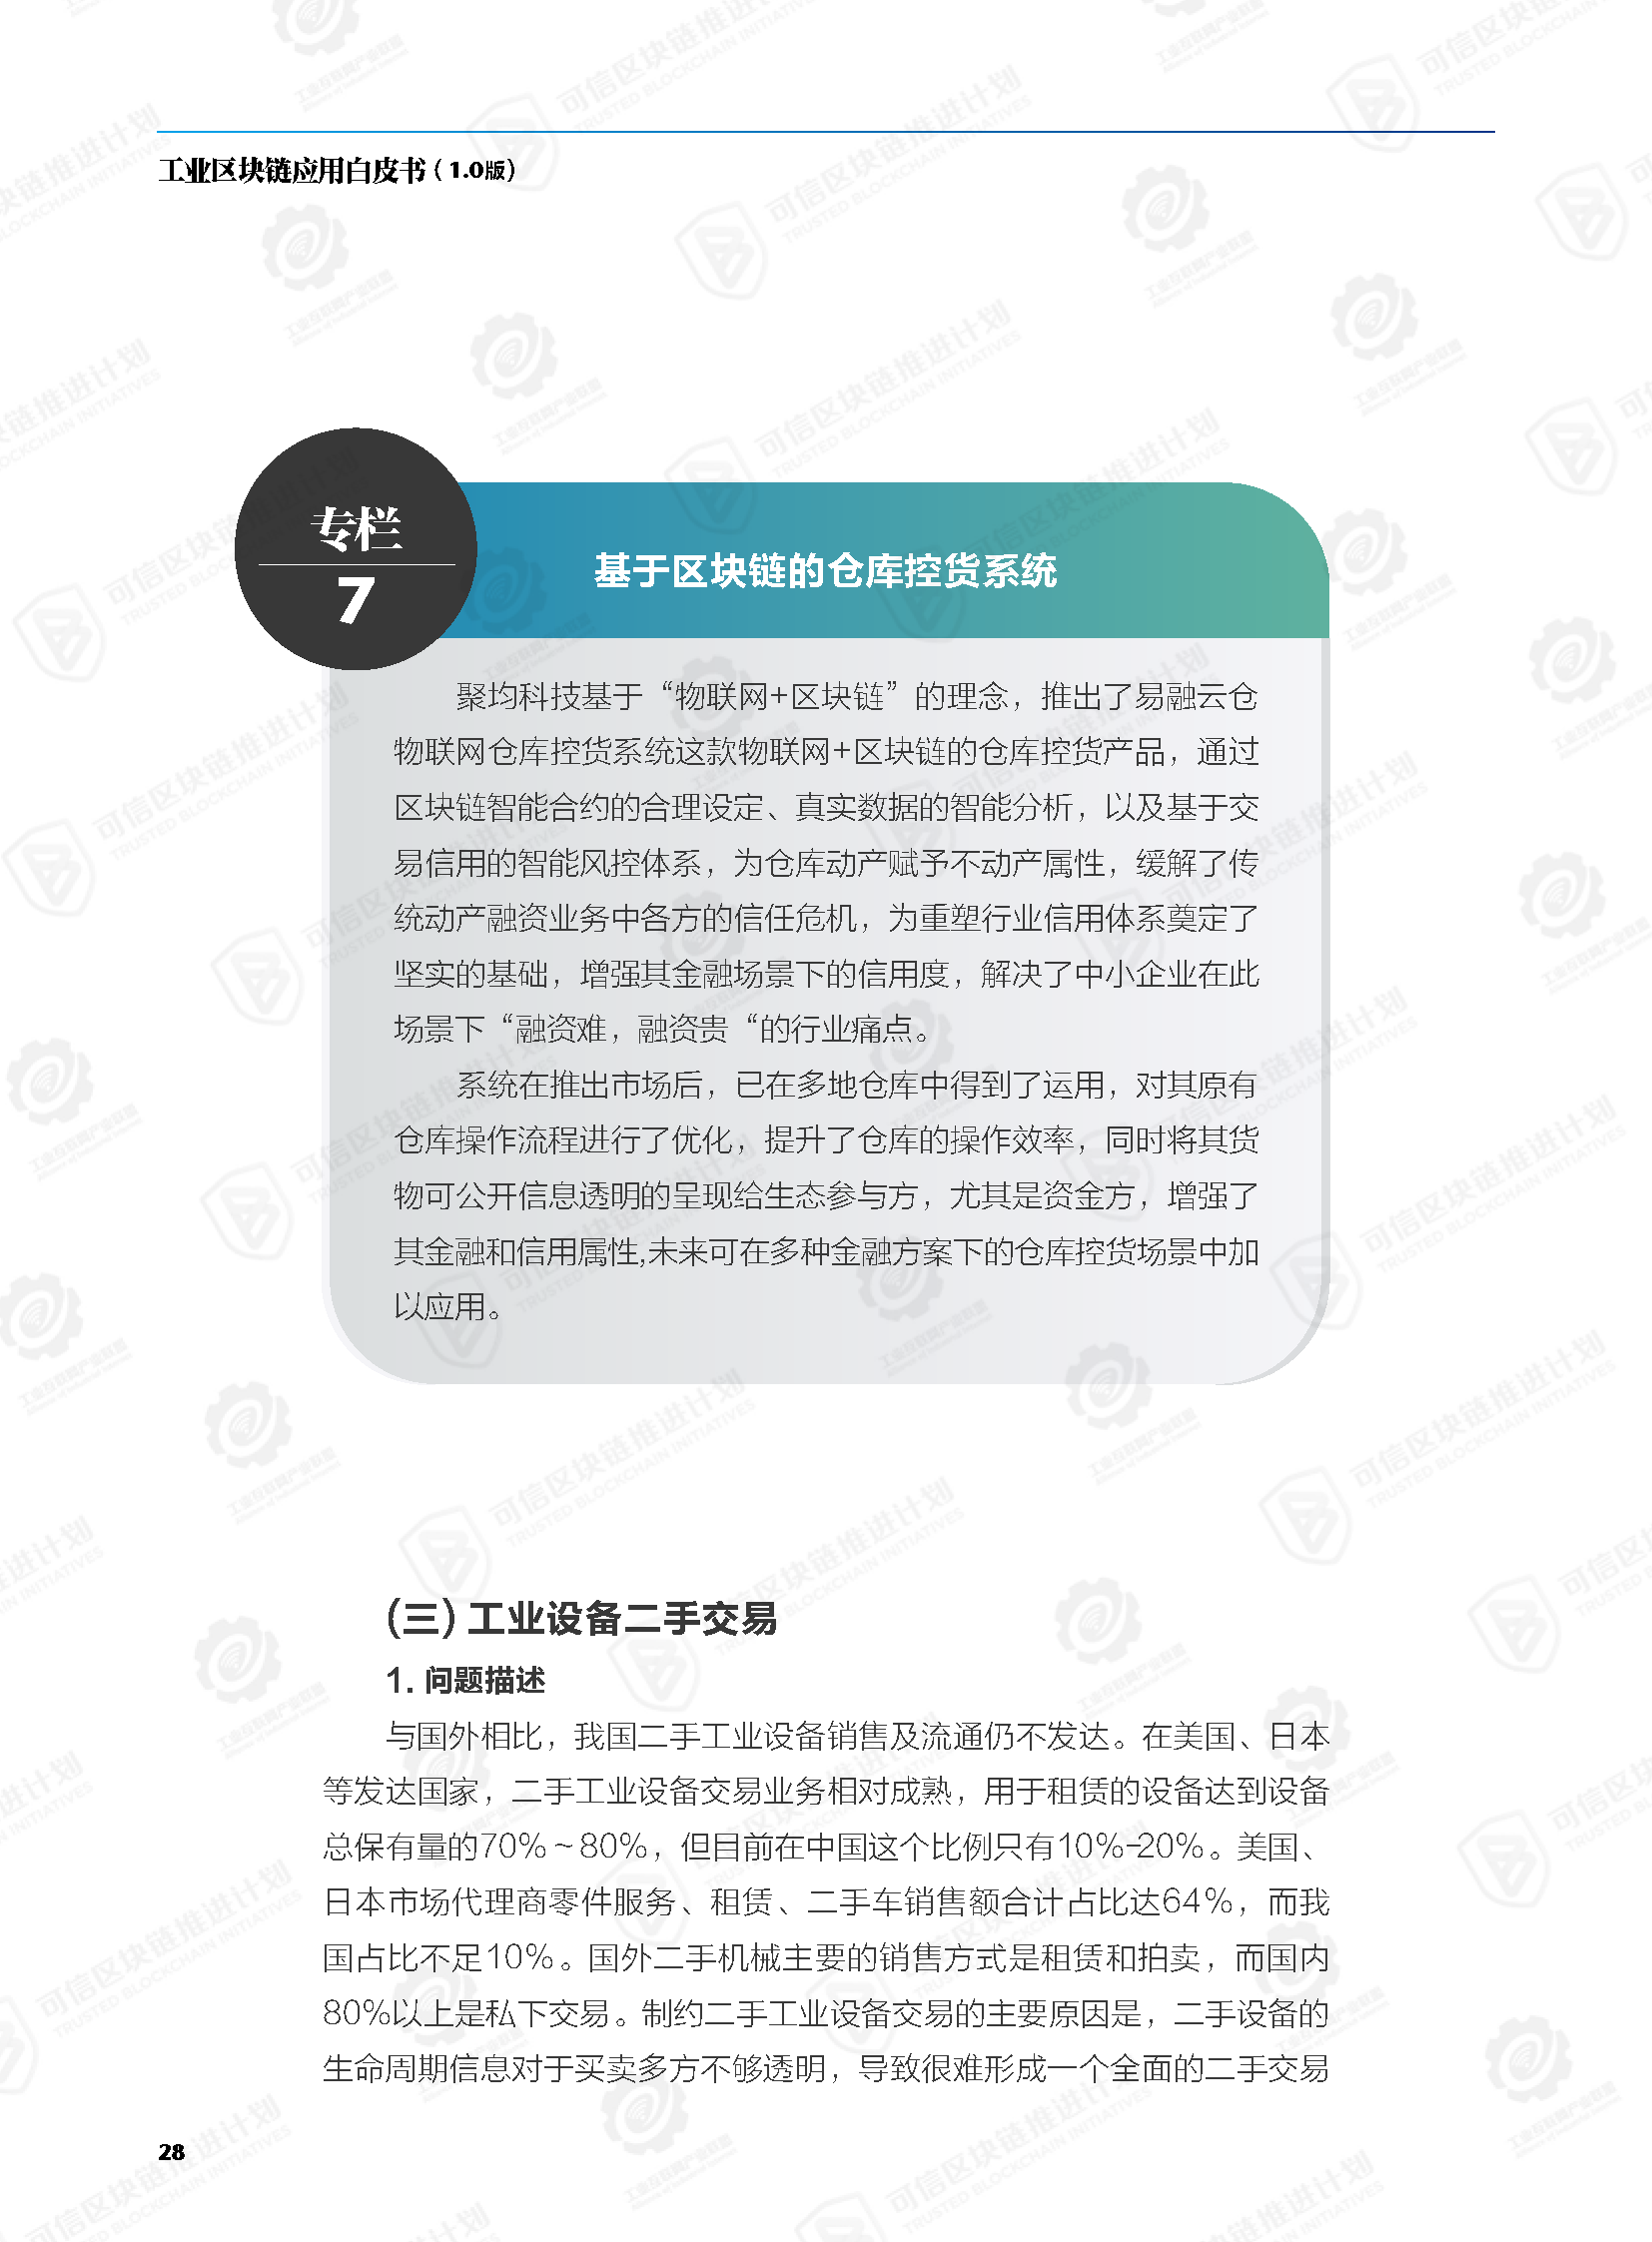 工业区块链应用白皮书（1.0版）
专栏
7
基于区块链的仓库控货系统
聚均科技基于“物联网+区块链”的理念，推出了易融云仓
物联网仓库控货系统这款物联网+区块链的仓库控货产品，通过
区块链智能合约的合理设定、真实数据的智能分析，以及基于交
易信用的智能风控体系，为仓库动产赋予不动产属性，缓解了传
统动产融资业务中各方的信任危机，为重塑行业信用体系奠定了
坚实的基础，增强其金融场景下的信用度，解决了中小企业在此
场景下“融资难，融资贵“的行业痛点。
系统在推出市场后，已在多地仓库中得到了运用，对其原有
仓库操作流程进行了优化，提升了仓库的操作效率，同时将其货
物可公开信息透明的呈现给生态参与方，尤其是资金方，增强了
其金融和信用属性,未来可在多种金融方案下的仓库控货场景中加
以应用。
(三) 工业设备二手交易
1. 问题描述
与国外相比，我国二手工业设备销售及流通仍不发达。在美国、日本
等发达国家，二手工业设备交易业务相对成熟，用于租赁的设备达到设备
总保有量的70%～80%，但目前在中国这个比例只有10%-20%。美国、
日本市场代理商零件服务、租赁、二手车销售额合计占比达64%，而我
国占比不足10%。国外二手机械主要的销售方式是租赁和拍卖，而国内
80%以上是私下交易。制约二手工业设备交易的主要原因是，二手设备的
生命周期信息对于买卖多方不够透明，导致很难形成一个全面的二手交易
28
可信区块链推进计划
TRUSTED BLOCKCHAIN INITIATIVES
工业互联网产业联盟